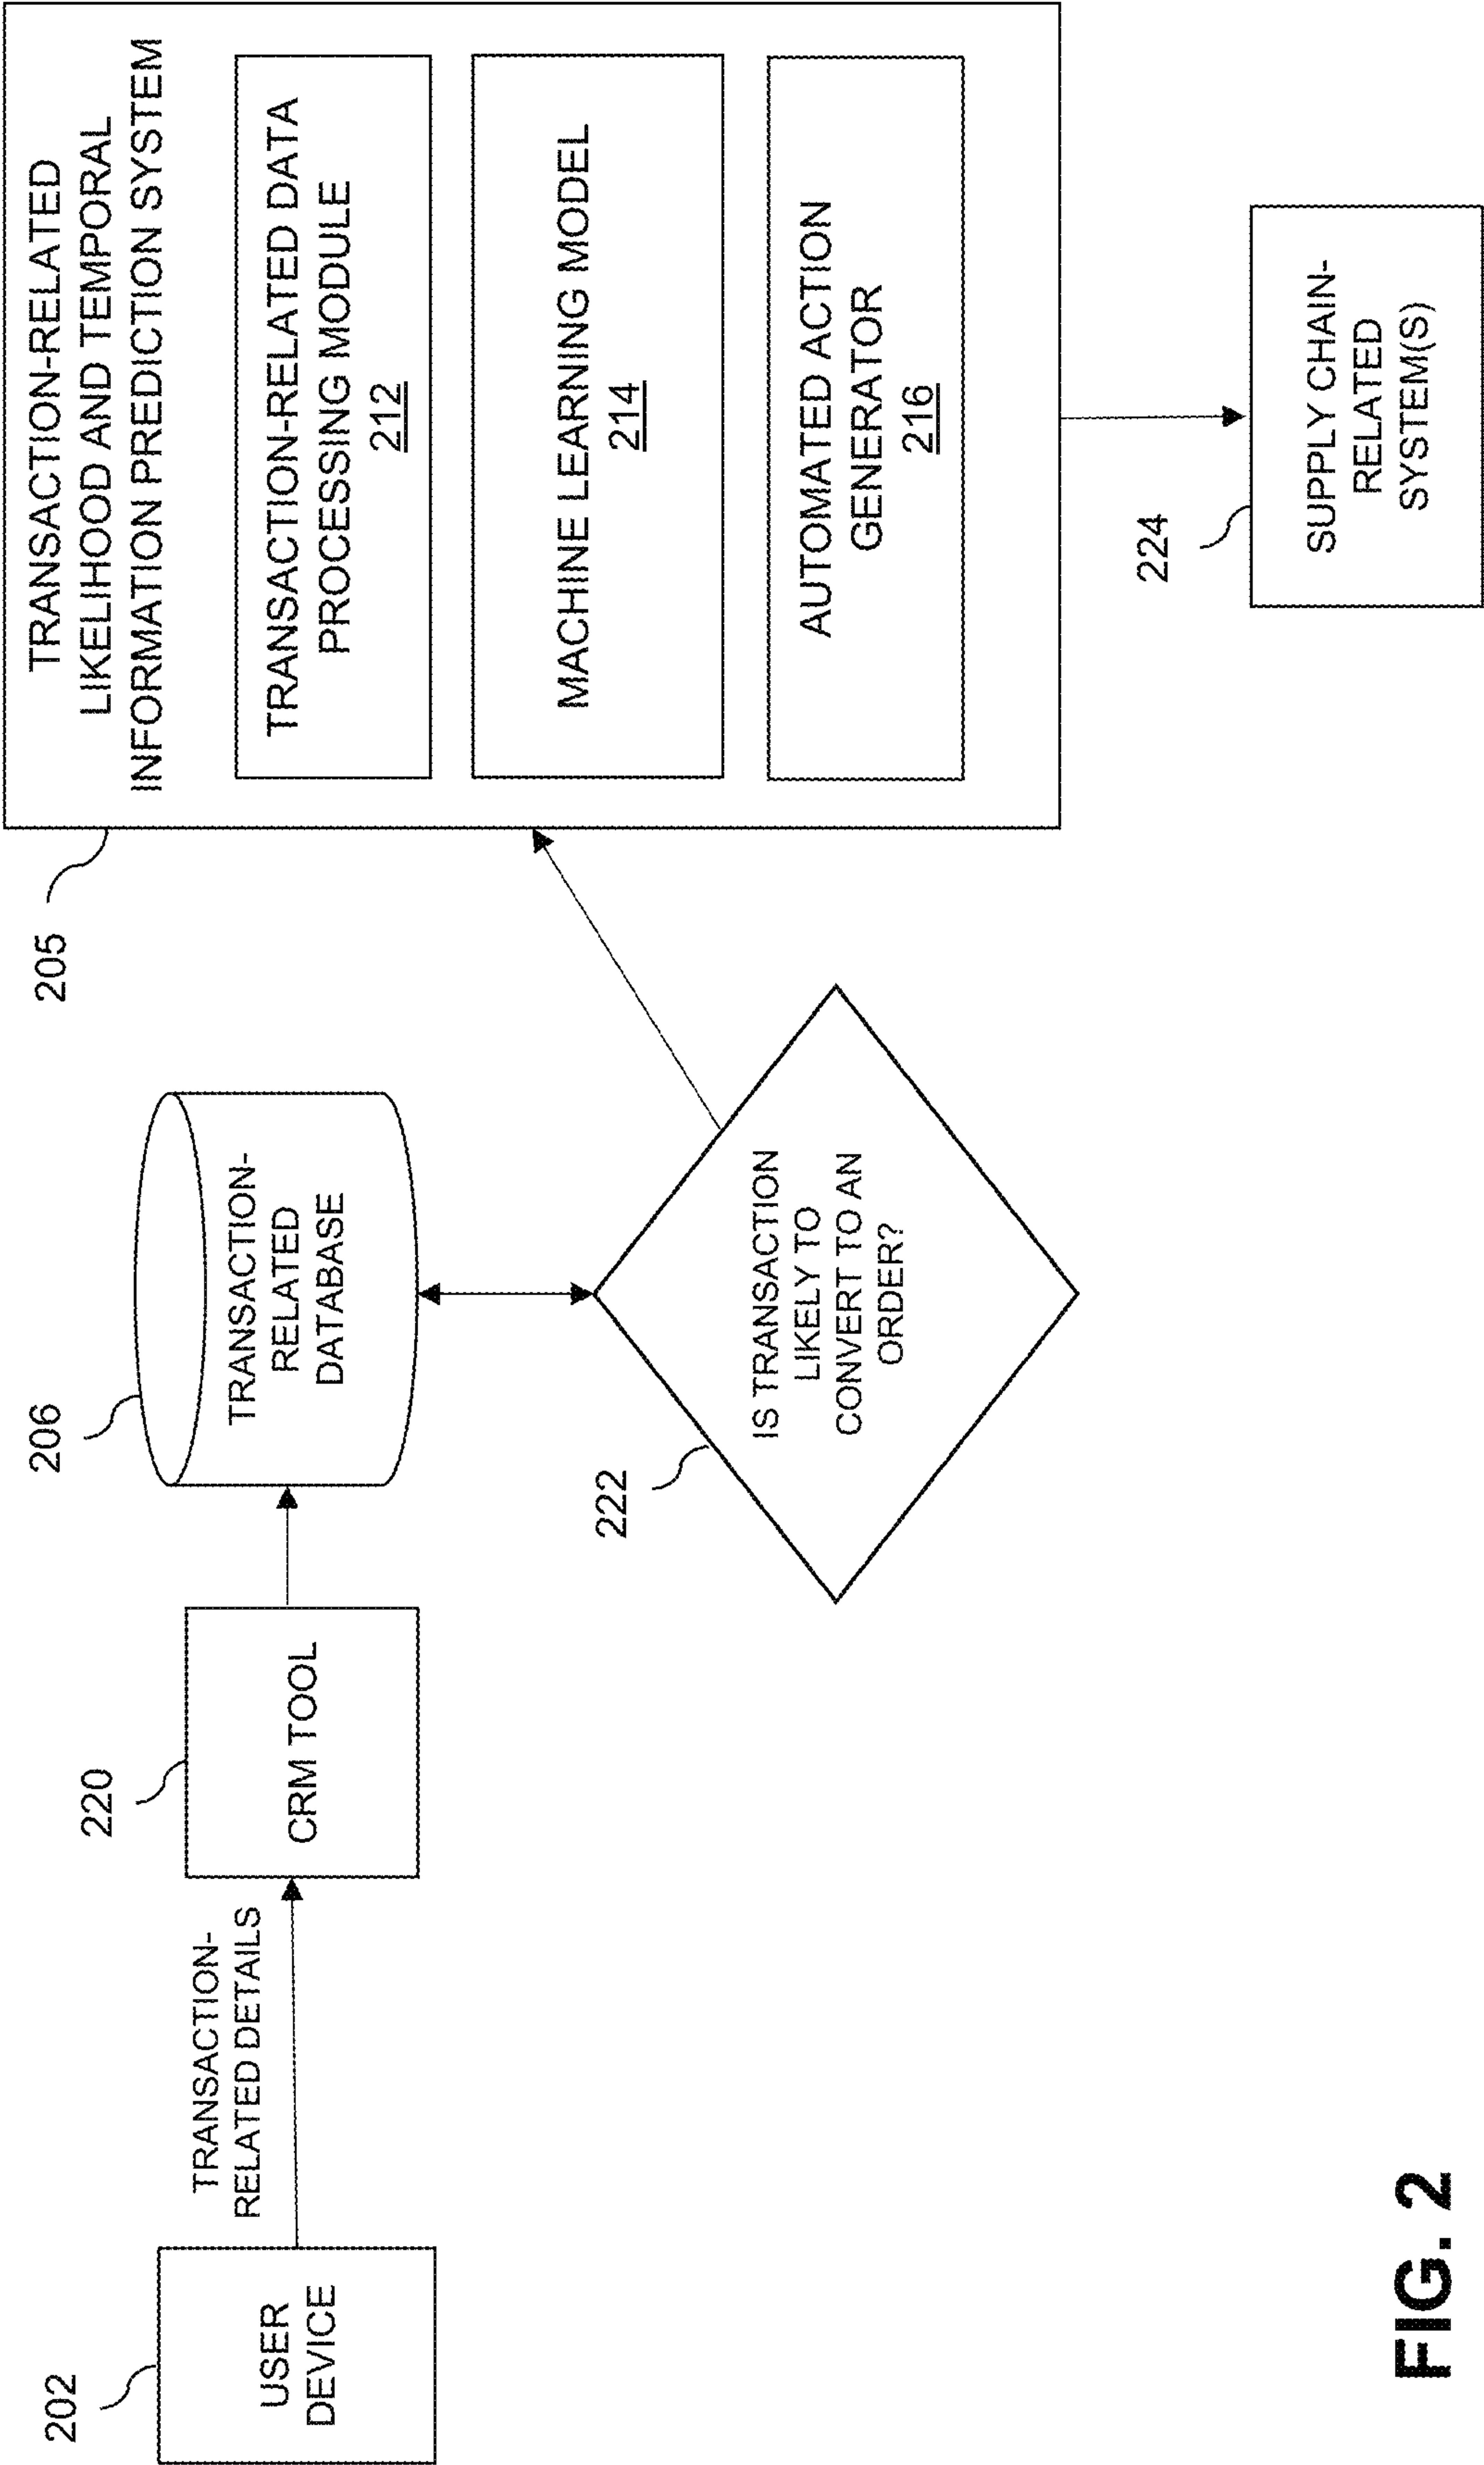 202
USER
DEVICE
TRANSACTION-
RELATED DETAILS
220
CRM TOOL
206
TRANSACTION-
RELATED
DATABASE
222
IS TRANSACTION
LIKELY TO
CONVERT TO AN
ORDER?
205
TRANSACTION-RELATED
LIKELIHOOD AND TEMPORAL
INFORMATION PREDICTION SYSTEM
TRANSACTION-RELATED DATA
PROCESSING MODULE
212
MACHINE LEARNING MODEL
214
AUTOMATED ACTION
GENERATOR
216
224
SUPPLY CHAIN-
RELATED
SYSTEM(S)
FIG. 2